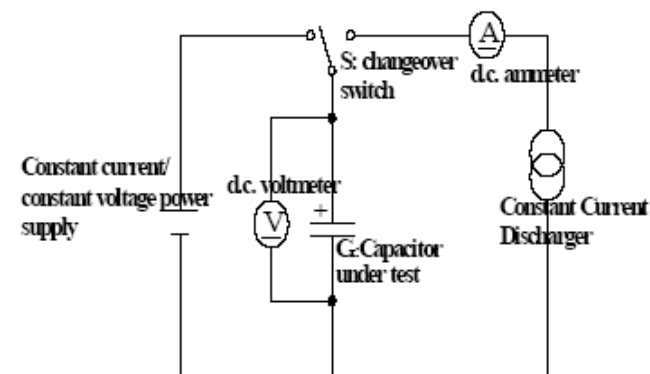 S: changeover
switch
A
d.c. ammeter
Constant current/
constant voltage power
supply
d.c. voltmeter
V
+
C:Capacitor
under test
Constant Current
Discharger